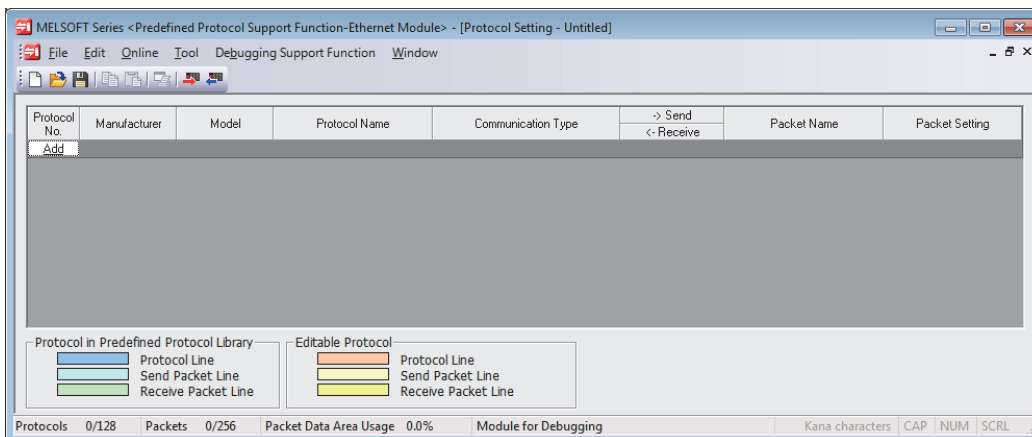 MELSOFT Series <Predefined Protocol Support Function-Ethernet Module> - [Protocol Setting - Untitled]
File Edit Online Tool Debugging Support Function Window
Protocol No. Manufacturer Model Protocol Name Communication Type -> Send <- Receive Packet Name Packet Setting
Add
Protocol in Predefined Protocol Library
Protocol Line
Send Packet Line
Receive Packet Line
Editable Protocol
Protocol Line
Send Packet Line
Receive Packet Line
Protocols 0/128 Packets 0/256 Packet Data Area Usage 0.0% Module for Debugging Kana characters CAP NUM SCRL